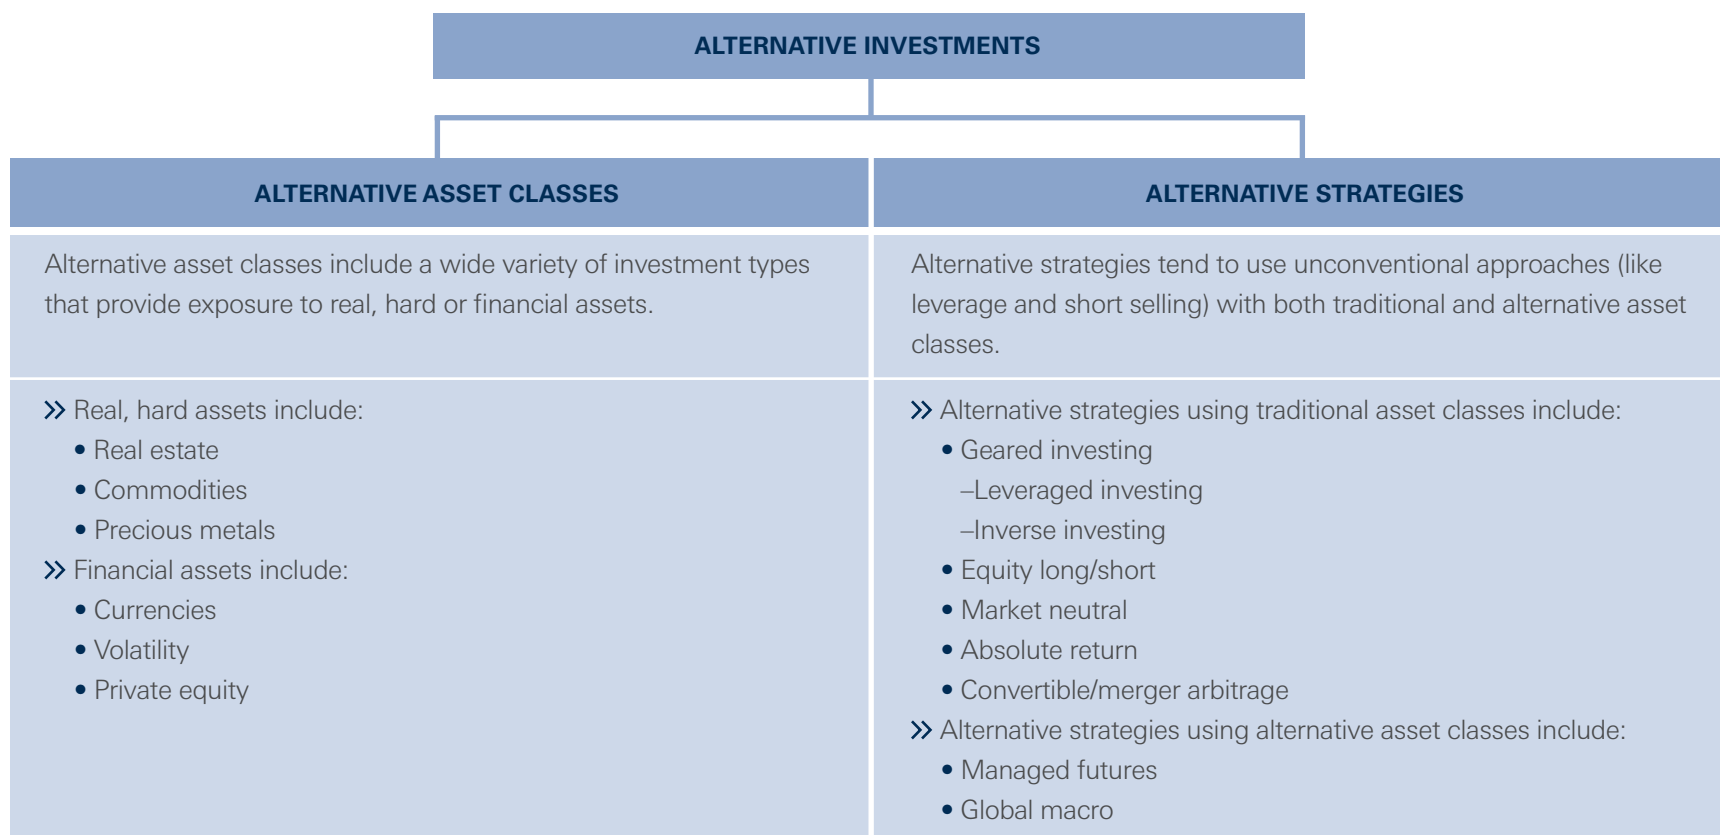 ALTERNATIVE INVESTMENTS
ALTERNATIVE ASSET CLASSES
Alternative asset classes include a wide variety of investment types
that provide exposure to real, hard or financial assets.
>> Real, hard assets include:
• Real estate
• Commodities
• Precious metals
>> Financial assets include:
• Currencies
• Volatility
• Private equity
ALTERNATIVE STRATEGIES
Alternative strategies tend to use unconventional approaches (like
leverage and short selling) with both traditional and alternative asset
classes.
>> Alternative strategies using traditional asset classes include:
• Geared investing
–Leveraged investing
–Inverse investing
• Equity long/short
• Market neutral
• Absolute return
• Convertible/merger arbitrage
>> Alternative strategies using alternative asset classes include:
• Managed futures
• Global macro